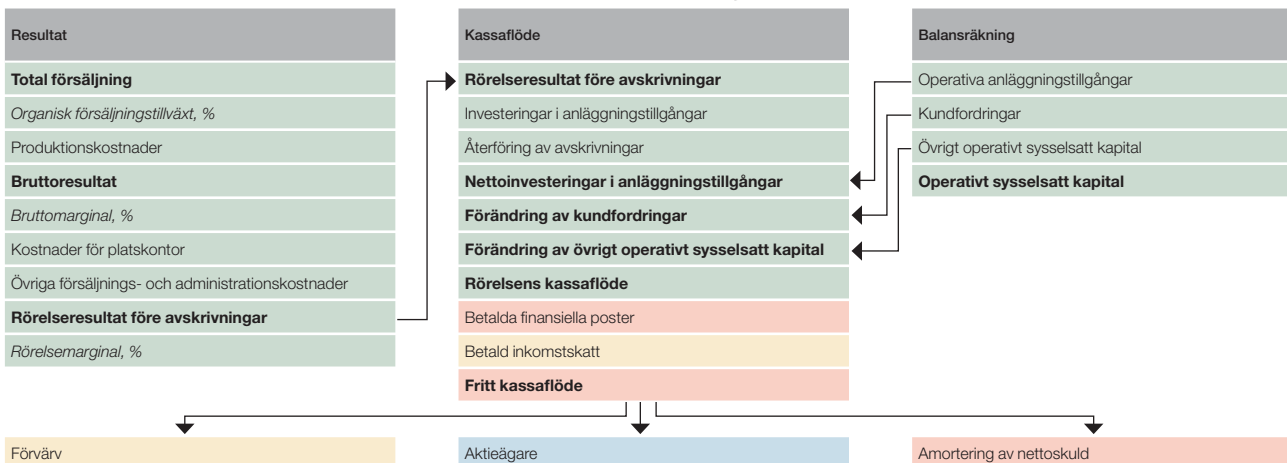 Resultat
Total försäljning
Organisk försäljningstillväxt, %
Produktionskostnader
Bruttoresultat
Bruttomarginal, %
Kostnader för platskontor
Övriga försäljnings- och administrationskostnader
Rörelseresultat före avskrivningar
Rörelsemarginal, %
Kassaflöde
Rörelseresultat före avskrivningar
Investeringar i anläggningstillgångar
Återföring av avskrivningar
Nettoinvesteringar i anläggningstillgångar
Förändring av kundfordringar
Förändring av övrigt operativt sysselsatt kapital
Rörelsens kassaflöde
Betalda finansiella poster
Betald inkomstskatt
Fritt kassaflöde
Balansräkning
Operativa anläggningstillgångar
Kundfordringar
Övrigt operativt sysselsatt kapital
Operativt sysselsatt kapital
Förvärv
Aktieägare
Amortering av nettoskuld